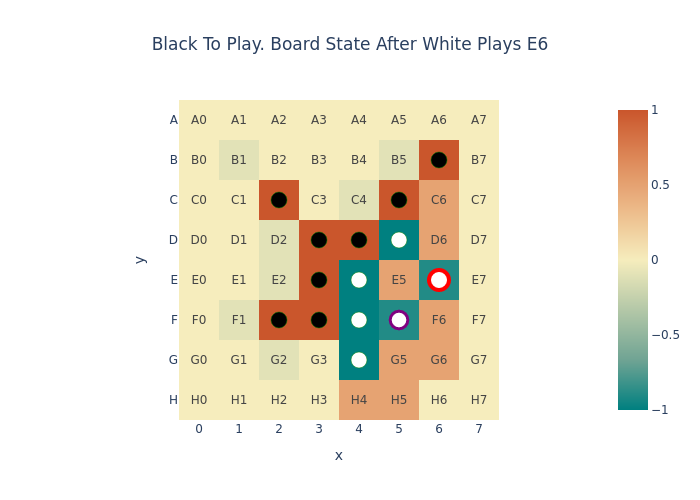 Black To Play. Board State After White Plays E6
A A0 A1 A2 A3 A4 A5 A6 A7
B B0 B1 B2 B3 B4 B5 B7
C C0 C1 C3 C4 C6 C7
D D0 D1 D2 D6 D7
E E0 E1 E2 E5 E7
F F0 F1 F6 F7
G G0 G1 G2 G3 G5 G6 G7
H H0 H1 H2 H3 H4 H5 H6 H7
0 1 2 3 4 5 6 7
x
y
1
0.5
0
−0.5
−1